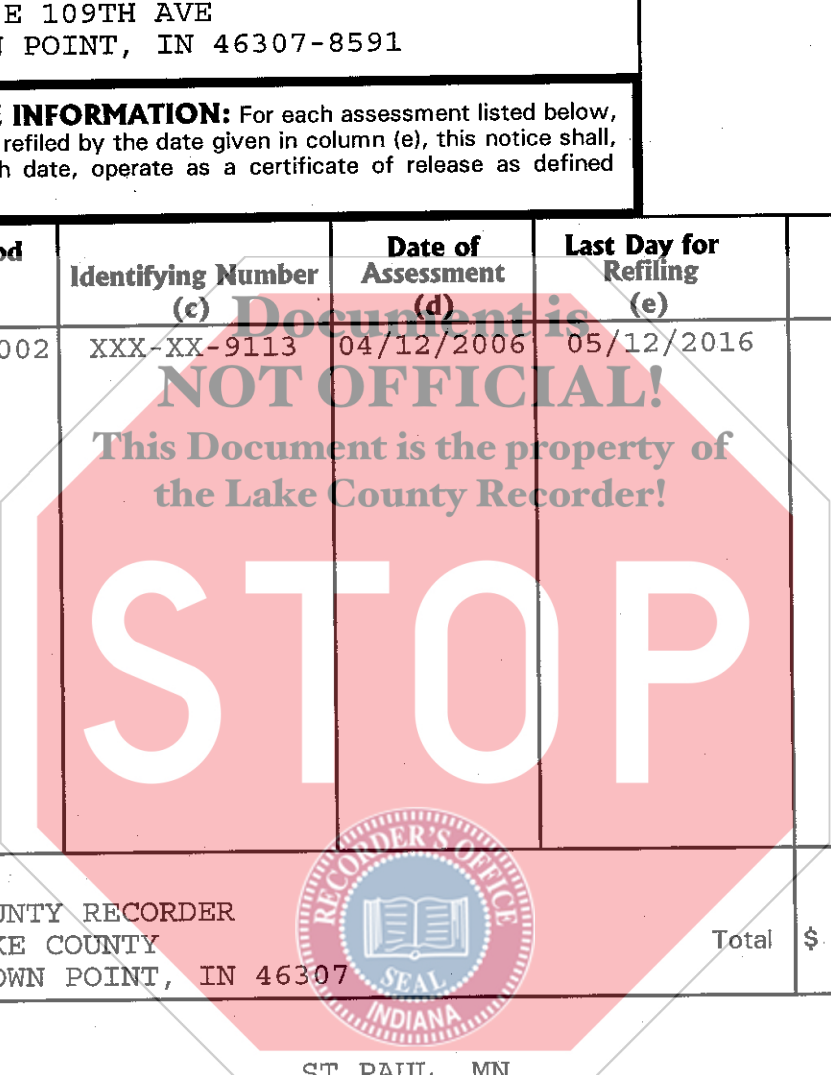 E 109TH AVE
POINT, IN 46307-8591
INFORMATION: For each assessment listed below,
refiled by the date given in column (e), this notice shall,
date, operate as a certificate of release as defined
Date of
Last Day for
Identifying Number
Assessment
Refiling
(c)
(d)
(e)
Document is
002 XXX-XX-9113 04/12/2006 05/12/2016
NOT OFFICIAL!
This Document is the property of
the Lake County Recorder!
STOP
RECORDER'S OFFICE
SEAL
INDIANA
UNTY RECORDER
KE COUNTY
Total $
OWN POINT, IN 46307
ST. PAUL, MN